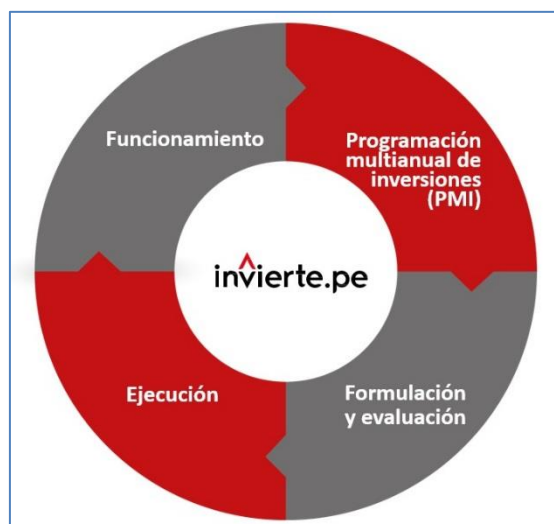 Funcionamiento
Programación
multianual de
inversiones
(PMI)
invierte.pe
Ejecución
Formulación
y evaluación